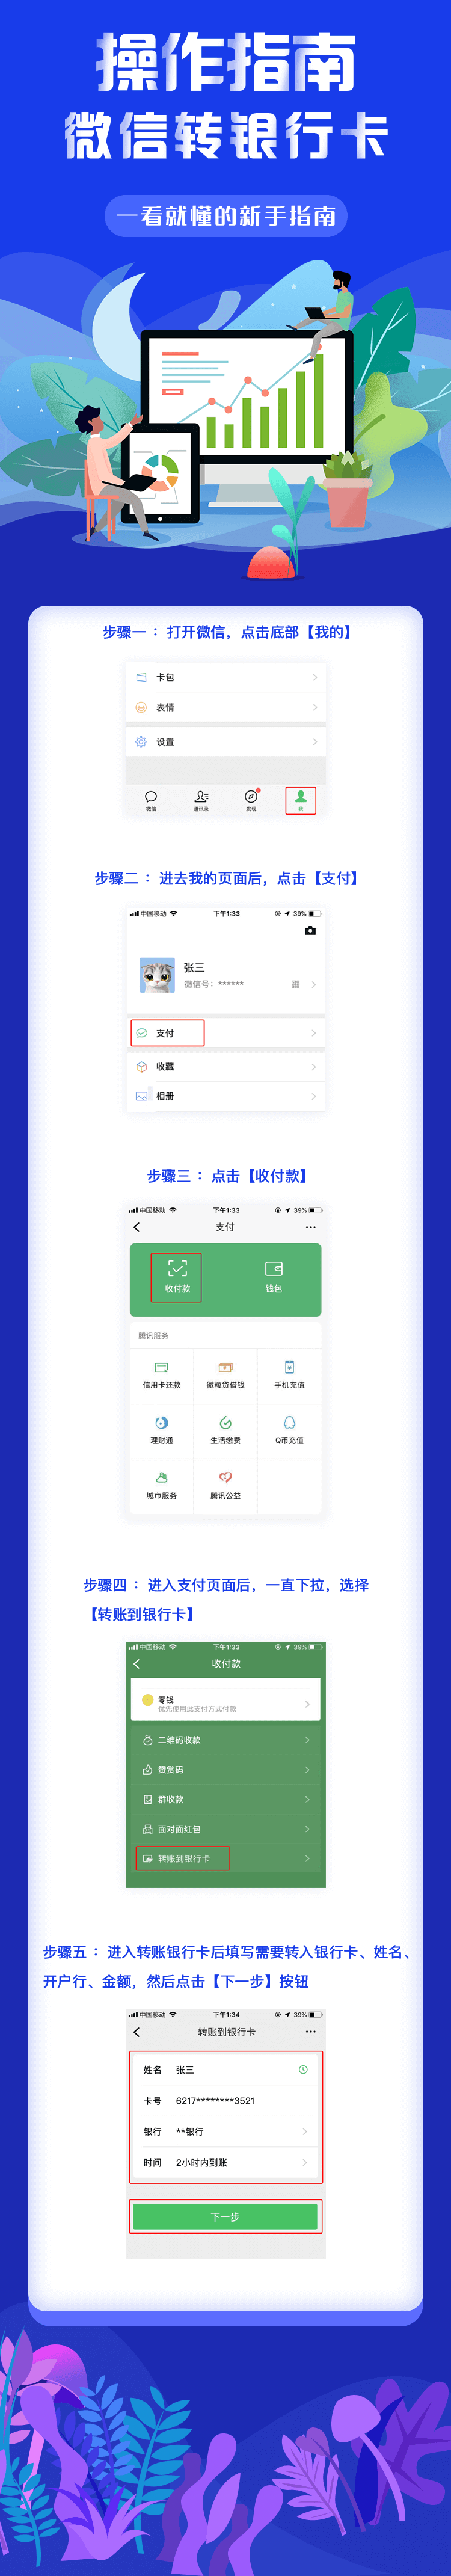 操作指南
微信转银行卡
一看就懂的新手指南
步骤一：打开微信，点击底部【我的】
卡包
表情
设置
微信
通讯录
发现
我
步骤二：进去我的页面后，点击【支付】
中国移动 下午1:33 39%
张三
微信号：******
支付
收藏
相册
步骤三：点击【收付款】
中国移动 下午1:33 39%
支付
收付款 钱包
腾讯服务
信用卡还款 微粒贷借钱 手机充值
理财通 生活缴费 Q币充值
城市服务 腾讯公益
步骤四：进入支付页面后，一直下拉，选择
【转账到银行卡】
中国移动 下午1:33 39%
收付款
零钱
优先使用此支付方式付款
二维码收款
赞赏码
群收款
面对面红包
转账到银行卡
步骤五：进入转账银行卡后填写需要转入银行卡、姓名、
开户行、金额，然后点击【下一步】按钮
中国移动 下午1:34 39%
转账到银行卡
姓名 张三
卡号 6217********3521
银行 **银行
时间 2小时内到账
下一步